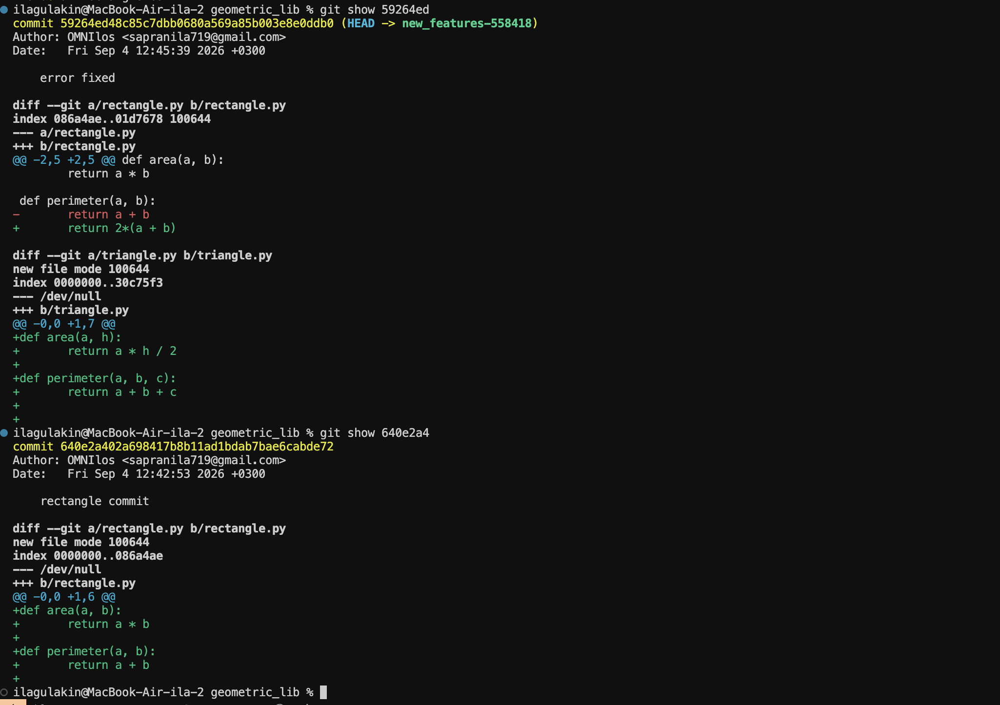 ilagulakin@MacBook-Air-ila-2 geometric_lib % git show 59264ed
commit 59264ed48c85c7dbb0680a569a85b003e8e0ddb0 (HEAD -> new_features-558418)
Author: OMNIlos <sapranila719@gmail.com>
Date:   Fri Sep 4 12:45:39 2026 +0300

    error fixed

diff --git a/rectangle.py b/rectangle.py
index 086a4ae..01d7678 100644
--- a/rectangle.py
+++ b/rectangle.py
@@ -2,5 +2,5 @@ def area(a, b):
        return a * b

 def perimeter(a, b):
-       return a + b
+       return 2*(a + b)

diff --git a/triangle.py b/triangle.py
new file mode 100644
index 0000000..30c75f3
--- /dev/null
+++ b/triangle.py
@@ -0,0 +1,7 @@
+def area(a, h):
+       return a * h / 2
+
+def perimeter(a, b, c):
+       return a + b + c
+
+
ilagulakin@MacBook-Air-ila-2 geometric_lib % git show 640e2a4
commit 640e2a402a698417b8b11ad1bdab7bae6cabde72
Author: OMNIlos <sapranila719@gmail.com>
Date:   Fri Sep 4 12:42:53 2026 +0300

    rectangle commit

diff --git a/rectangle.py b/rectangle.py
new file mode 100644
index 0000000..086a4ae
--- /dev/null
+++ b/rectangle.py
@@ -0,0 +1,6 @@
+def area(a, b):
+       return a * b
+
+def perimeter(a, b):
+       return a + b
+
ilagulakin@MacBook-Air-ila-2 geometric_lib %